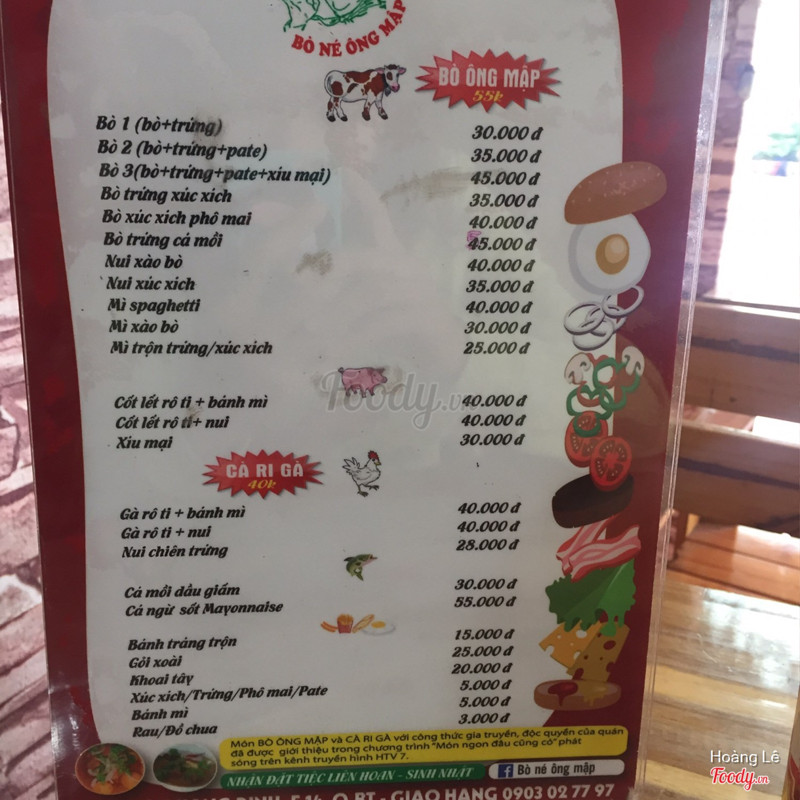 BÒ NÉ ÔNG MẬP
BÒ ÔNG MẬP
55k
Bò 1 (bò+trứng) 30.000 đ
Bò 2 (bò+trứng+pate) 35.000 đ
Bò 3(bò+trứng+pate+xíu mại) 45.000 đ
Bò trứng xúc xích 35.000 đ
Bò xúc xích phô mai 40.000 đ
Bò trứng cá mồi 45.000 đ
Nui xào bò 40.000 đ
Nui xúc xích 35.000 đ
Mì spaghetti 40.000 đ
Mì xào bò 30.000 đ
Mì trộn trứng/xúc xích 25.000 đ
Foody.vn
Cốt lết rô ti + bánh mì 40.000 đ
Cốt lết rô ti+ nui 40.000 đ
Xíu mại 30.000 đ
CÀ RI GÀ
40k
Gà rô ti + bánh mì 40.000 đ
Gà rô ti + nui 40.000 đ
Nui chiên trứng 28.000 đ
Cá mồi dầu giấm 30.000 đ
Cá ngừ sốt Mayonnaise 55.000 đ
Bánh tráng trộn 15.000 đ
Gỏi xoài 25.000 đ
Khoai tây 20.000 đ
Xúc xích/Trứng/Phô mai/Pate 5.000 đ
Bánh mì 5.000 đ
Rau/Đồ chua 3.000 đ
Món BÒ ÔNG MẬP và CÀ RI GÀ với công thức gia truyền, độc quyền của quán
đã được giới thiệu trong chương trình "Món ngon đâu cũng có" phát
sóng trên kênh truyền hình HTV 7.
NHẬN ĐẶT TIỆC LIÊN HOAN - SINH NHẬT
f Bò né ông mập
GIAO HÀNG 0903 02 77 97
Hoàng Lê
Foody.vn